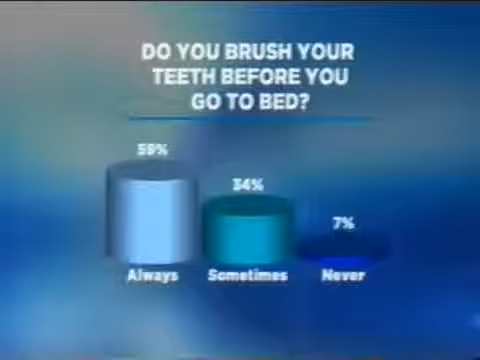 DO YOU BRUSH YOUR
TEETH BEFORE YOU
GO TO BED?
59%
34%
7%
Always
Sometimes
Never